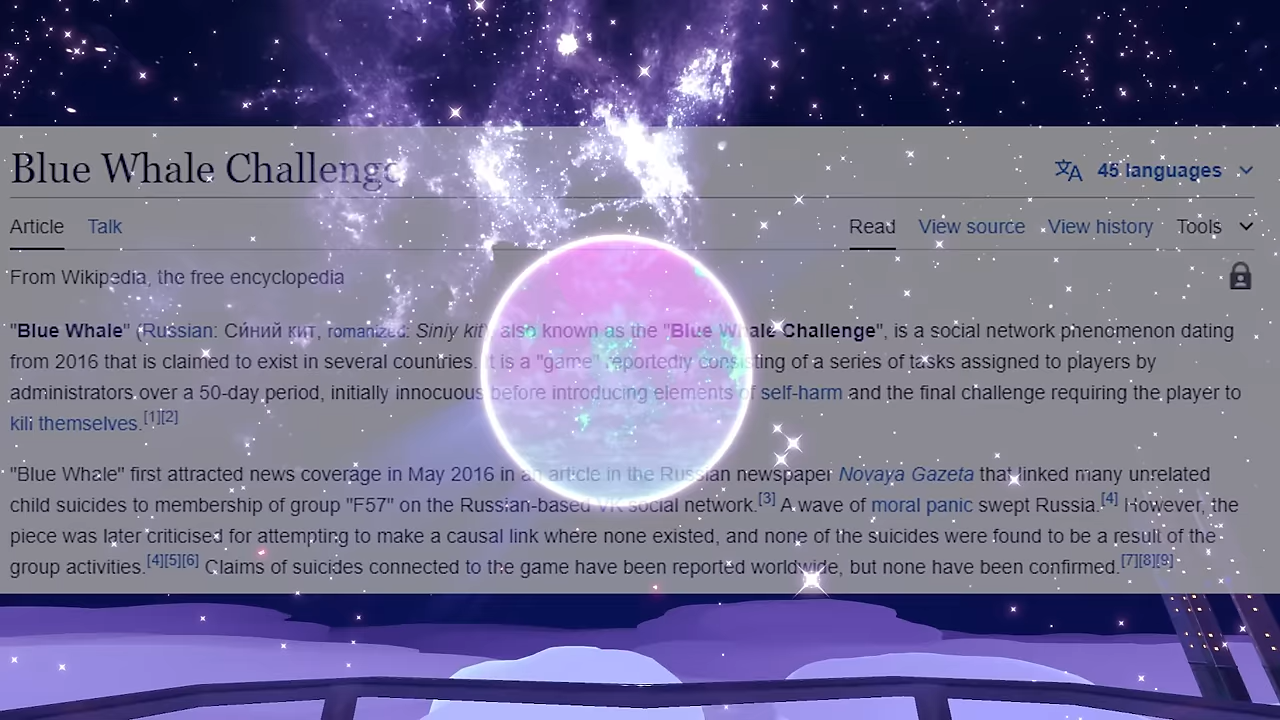 Blue Whale Challenge
45 languages
Article Talk Read View source View history Tools
From Wikipedia, the free encyclopedia
"Blue Whale" (Russian: Си́ний кит, romanized: Siniy kit) also known as the "Blue Whale Challenge", is a social network phenomenon dating
from 2016 that is claimed to exist in several countries. It is a "game" reportedly consisting of a series of tasks assigned to players by
administrators over a 50-day period, initially innocuous before introducing elements of self-harm and the final challenge requiring the player to
kill themselves.[1][2]
"Blue Whale" first attracted news coverage in May 2016 in an article in the Russian newspaper Novaya Gazeta that linked many unrelated
child suicides to membership of group "F57" on the Russian-based VK social network.[3] A wave of moral panic swept Russia.[4] However, the
piece was later criticised for attempting to make a causal link where none existed, and none of the suicides were found to be a result of the
group activities.[4][5][6] Claims of suicides connected to the game have been reported worldwide, but none have been confirmed.[7][8][9]